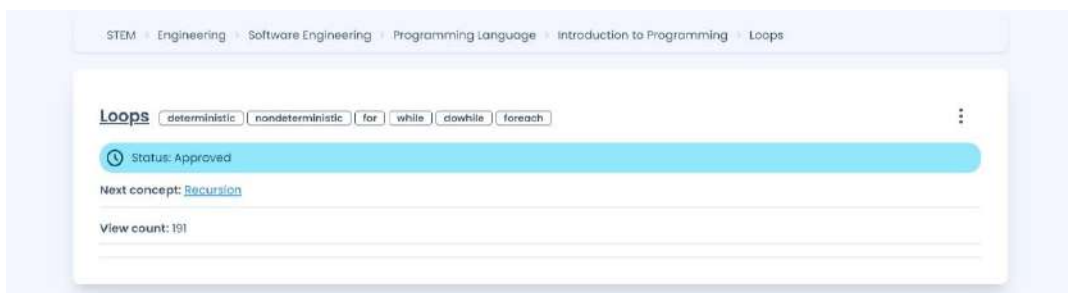 STEM Engineering Software Engineering Programming Language Introduction to Programming Loops
Loops deterministic nondeterministic for while dowhile foreach
Status: Approved
Next concept: Recursion
View count: 191